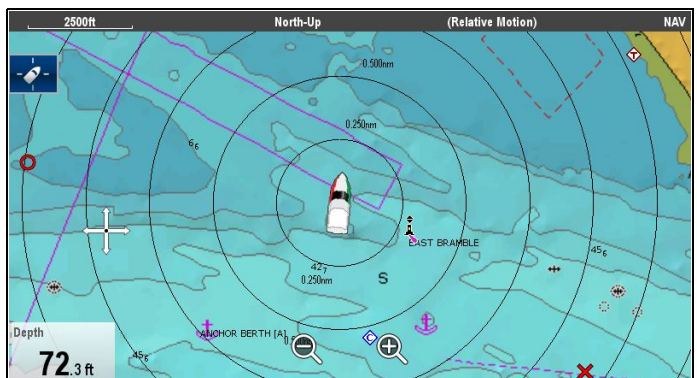 2500ft North-Up (Relative Motion) NAV
0.500nm
T
0.250nm
6₆
EAST BRAMBLE
45₆
42₇
0.250nm
S
ANCHOR BERTH [A]
C
45₆
Depth
72.3 ft